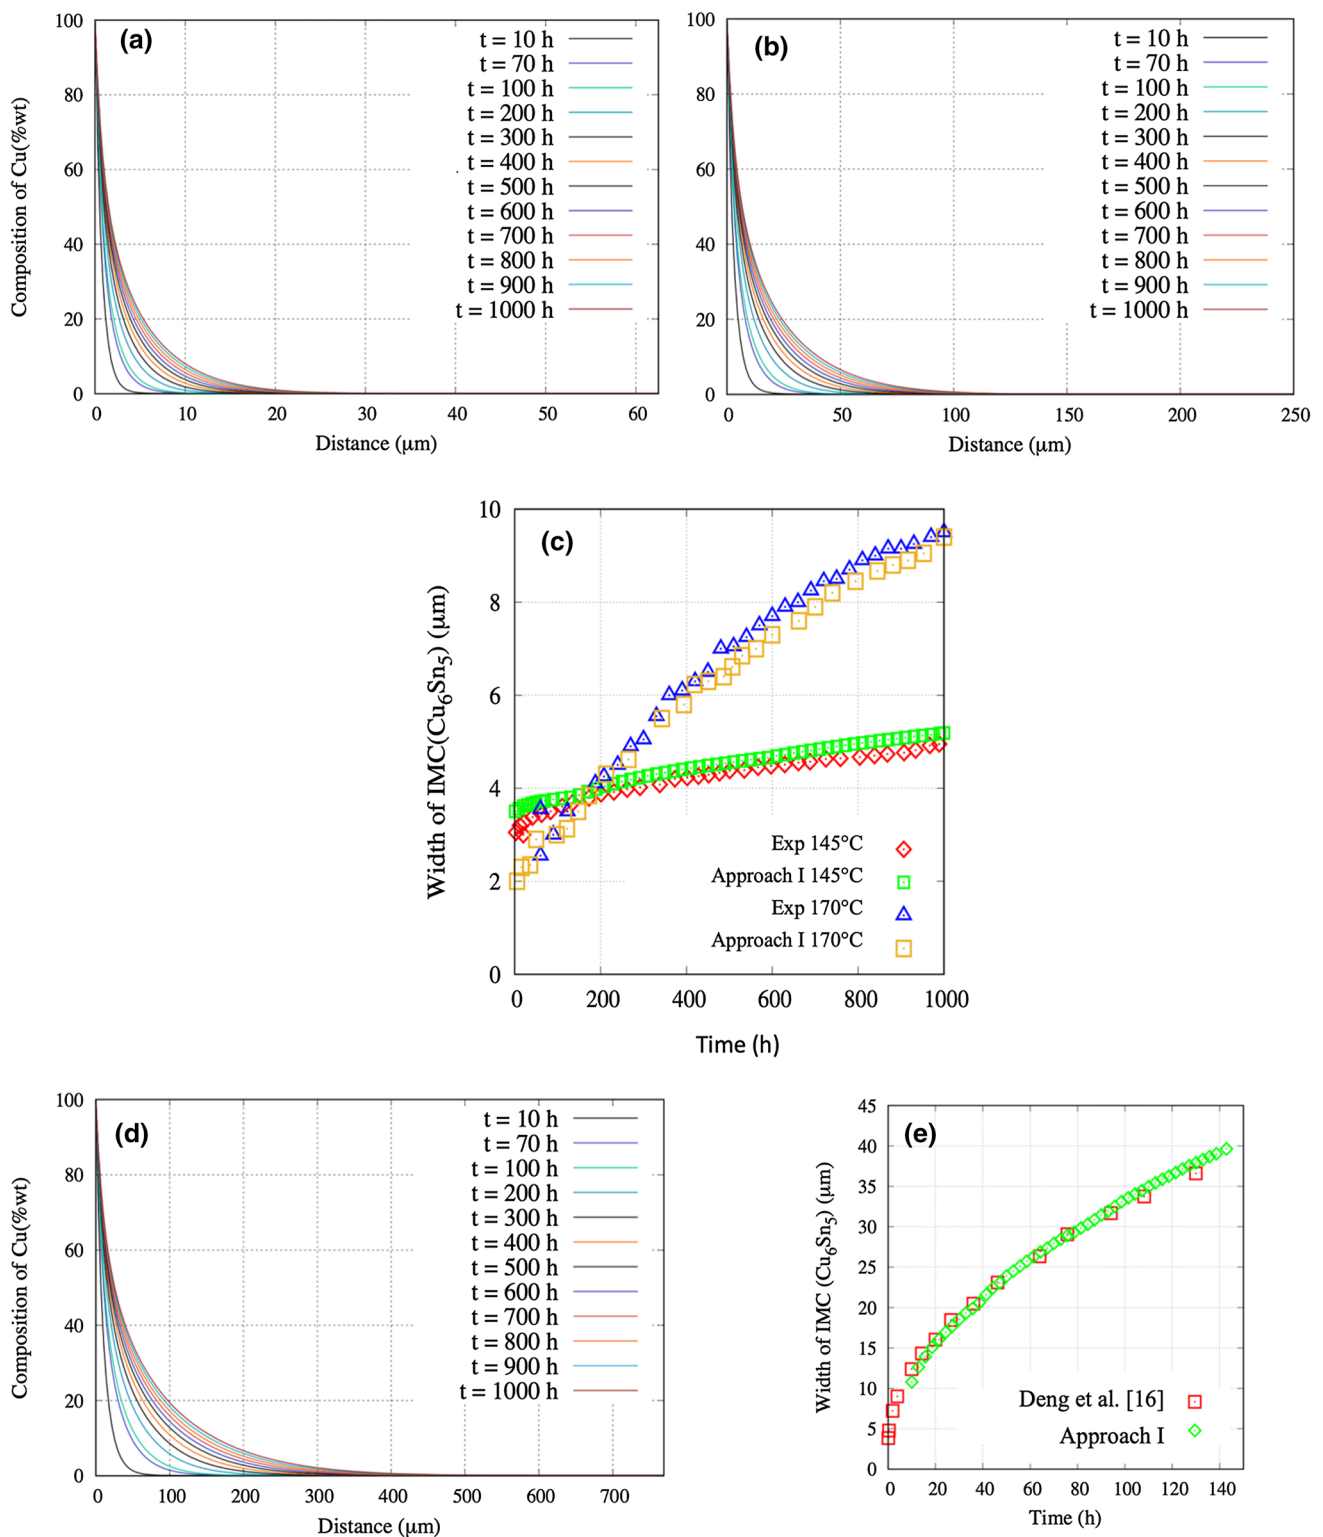 (a)
100
80
60
40
20
0
Composition of Cu(%wt)
t = 10 h
t = 70 h
t = 100 h
t = 200 h
t = 300 h
t = 400 h
t = 500 h
t = 600 h
t = 700 h
t = 800 h
t = 900 h
t = 1000 h
0 10 20 30 40 50 60
Distance (μm)
(b)
100
80
60
40
20
0
t = 10 h
t = 70 h
t = 100 h
t = 200 h
t = 300 h
t = 400 h
t = 500 h
t = 600 h
t = 700 h
t = 800 h
t = 900 h
t = 1000 h
0 50 100 150 200 250
Distance (μm)
(c)
10
8
6
4
2
0
Width of IMC(Cu6Sn5) (μm)
Exp 145°C
Approach I 145°C
Exp 170°C
Approach I 170°C
0 200 400 600 800 1000
Time (h)
(d)
100
80
60
40
20
0
Composition of Cu(%wt)
t = 10 h
t = 70 h
t = 100 h
t = 200 h
t = 300 h
t = 400 h
t = 500 h
t = 600 h
t = 700 h
t = 800 h
t = 900 h
t = 1000 h
0 100 200 300 400 500 600 700
Distance (μm)
(e)
45
40
35
30
25
20
15
10
5
0
Width of IMC (Cu6Sn5) (μm)
Deng et al. [16]
Approach I
0 20 40 60 80 100 120 140
Time (h)